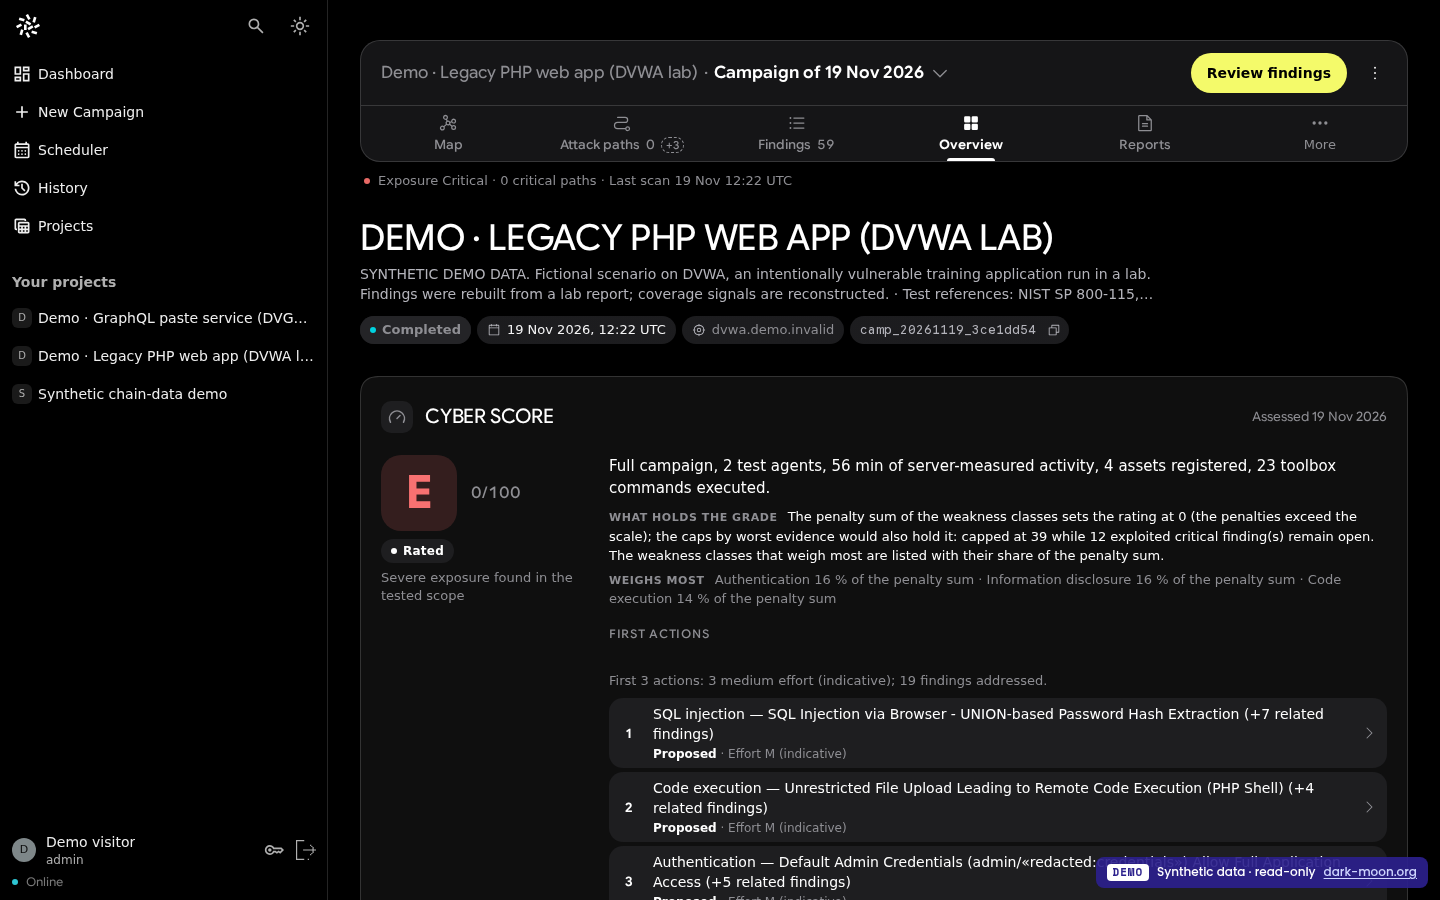 Dashboard
New Campaign
Scheduler
History
Projects
Your projects
D Demo · GraphQL paste service (DVG...
D Demo · Legacy PHP web app (DVWA l...
S Synthetic chain-data demo
D Demo visitor
admin
Online
Demo · Legacy PHP web app (DVWA lab) · Campaign of 19 Nov 2026
Review findings
Map
Attack paths 0 +3
Findings 59
Overview
Reports
More
Exposure Critical · 0 critical paths · Last scan 19 Nov 12:22 UTC
DEMO · LEGACY PHP WEB APP (DVWA LAB)
SYNTHETIC DEMO DATA. Fictional scenario on DVWA, an intentionally vulnerable training application run in a lab.
Findings were rebuilt from a lab report; coverage signals are reconstructed. · Test references: NIST SP 800-115,...
Completed
19 Nov 2026, 12:22 UTC
dvwa.demo.invalid
camp_20261119_3ce1dd54
CYBER SCORE
Assessed 19 Nov 2026
E
0/100
Rated
Severe exposure found in the
tested scope
Full campaign, 2 test agents, 56 min of server-measured activity, 4 assets registered, 23 toolbox
commands executed.
WHAT HOLDS THE GRADE The penalty sum of the weakness classes sets the rating at 0 (the penalties exceed the
scale); the caps by worst evidence would also hold it: capped at 39 while 12 exploited critical finding(s) remain open.
The weakness classes that weigh most are listed with their share of the penalty sum.
WEIGHS MOST Authentication 16 % of the penalty sum · Information disclosure 16 % of the penalty sum · Code
execution 14 % of the penalty sum
FIRST ACTIONS
First 3 actions: 3 medium effort (indicative); 19 findings addressed.
1 SQL injection — SQL Injection via Browser - UNION-based Password Hash Extraction (+7 related
findings)
Proposed · Effort M (indicative)
2 Code execution — Unrestricted File Upload Leading to Remote Code Execution (PHP Shell) (+4
related findings)
Proposed · Effort M (indicative)
3 Authentication — Default Admin Credentials (admin/«redacted:credentials») Allow Full Application
Access (+5 related findings)
DEMO Synthetic data · read-only dark-moon.org